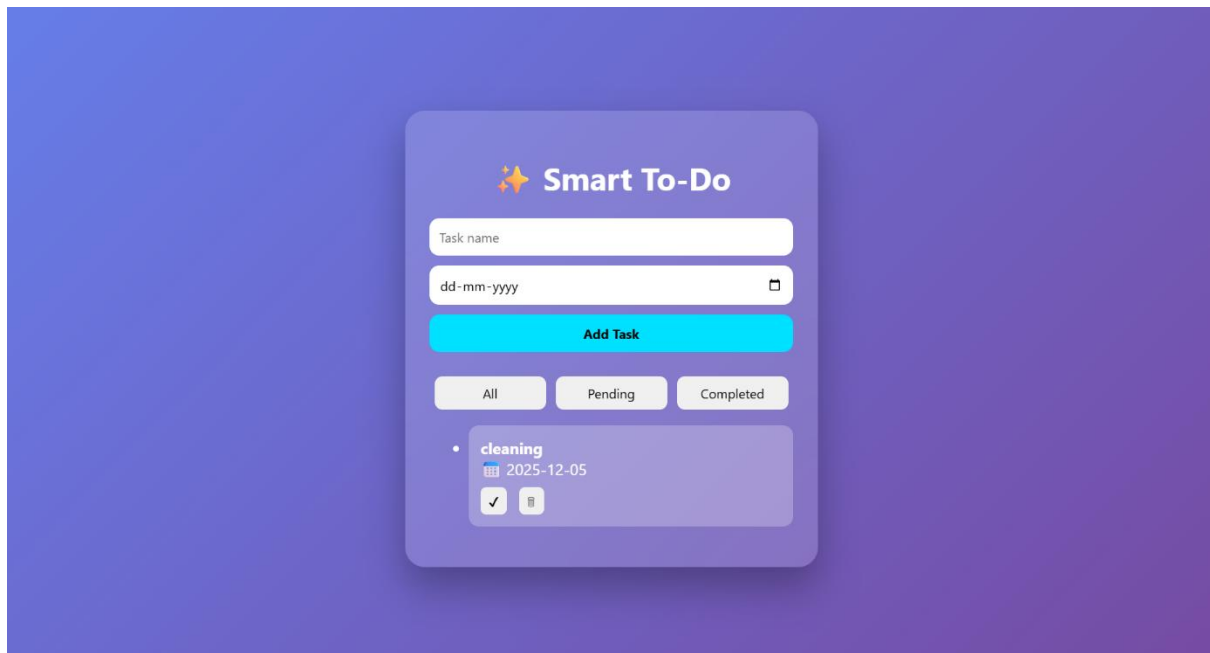 ✨ Smart To-Do
Task name
dd-mm-yyyy
Add Task
All Pending Completed
cleaning
2025-12-05